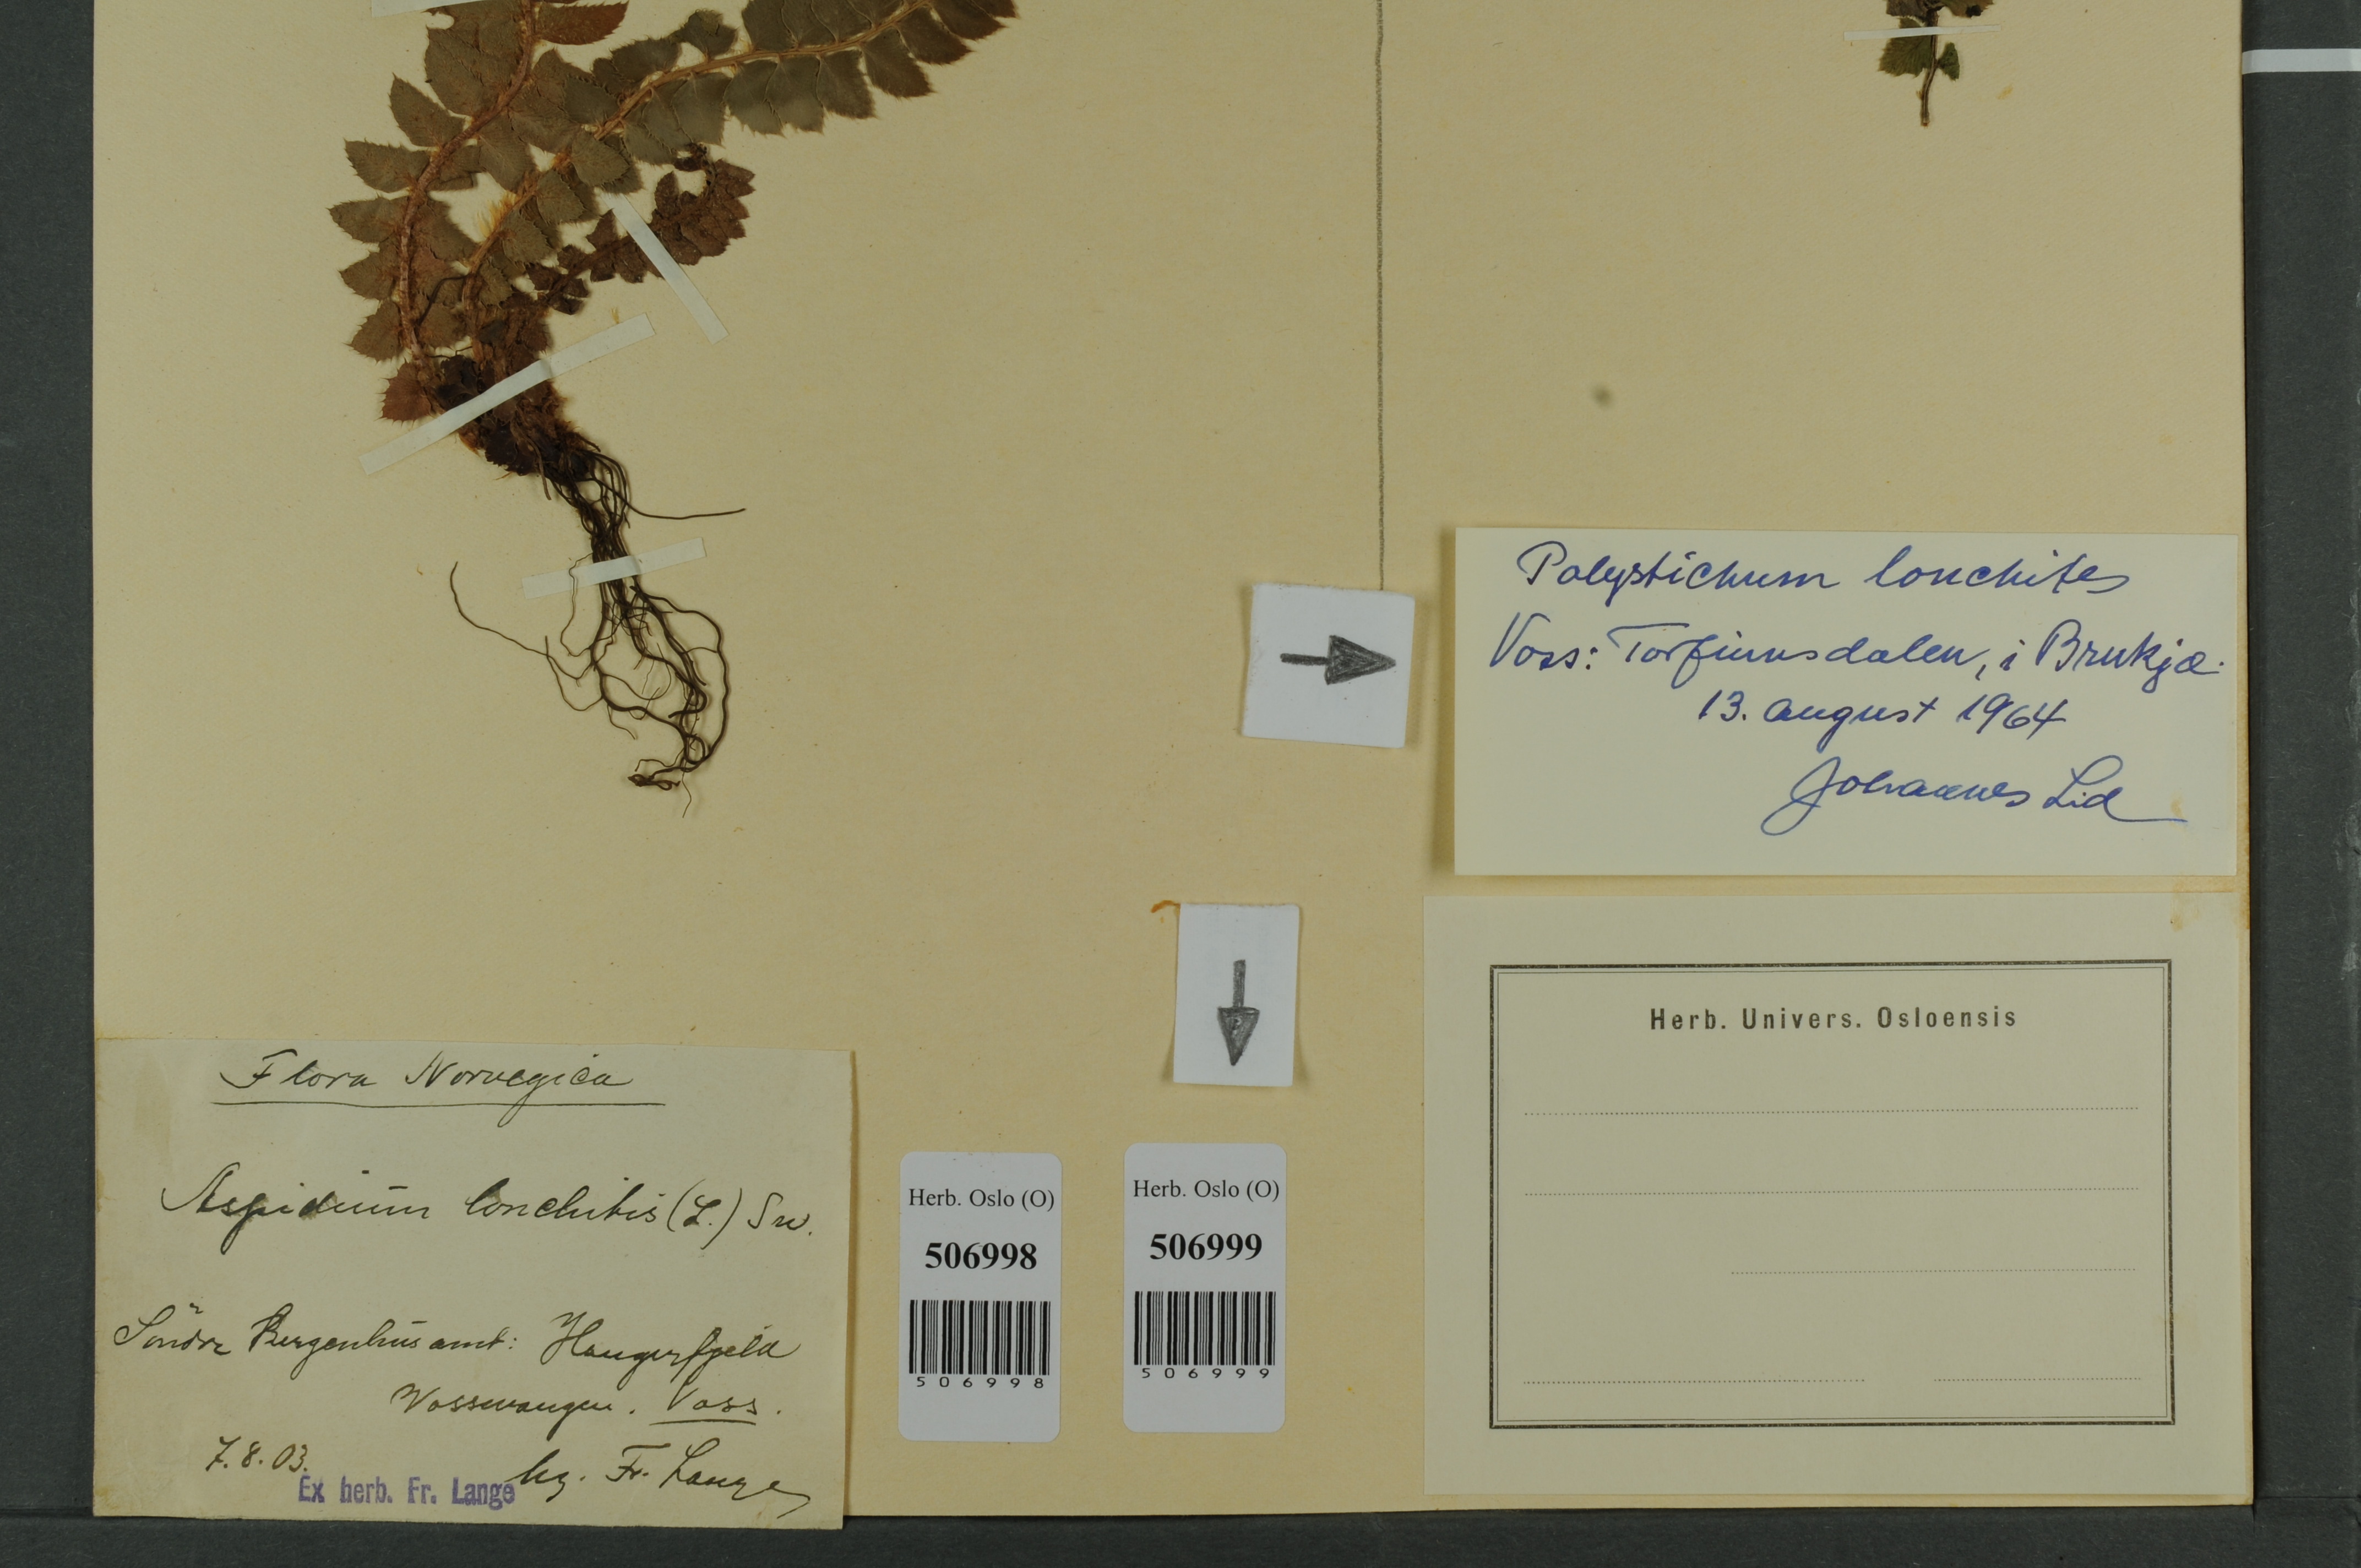 Polystichum lonchites
Voss: Torfinnsdalen, i Brukjæ.
13. august 1964
Johannes Lid
Herb. Univers. Osloensis
Flora Norvegica
Aspidium lonchitis (L.) Sw.
Söndre Bergenhus amt: Hangerfjeld
Vossevangen. Voss.
7.8.03.
leg. Fr. Lange
Ex herb. Fr. Lange
Herb. Oslo (O)
506998
506998
Herb. Oslo (O)
506999
506999